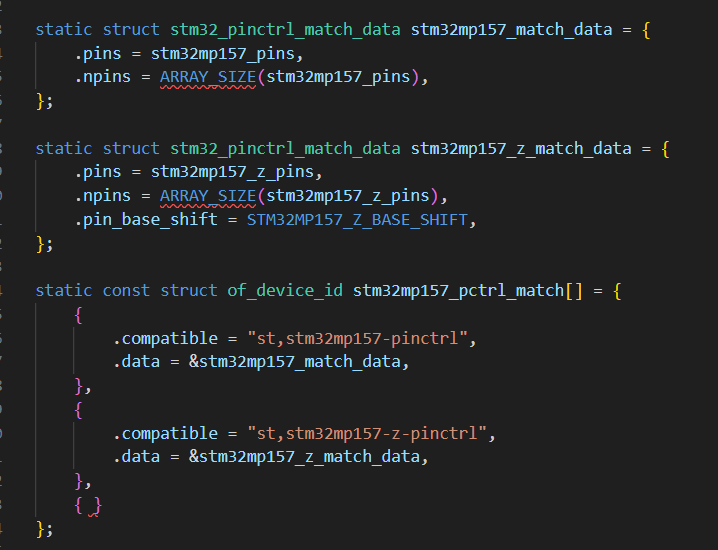 static struct stm32_pinctrl_match_data stm32mp157_match_data = {
    .pins = stm32mp157_pins,
    .npins = ARRAY_SIZE(stm32mp157_pins),
};

static struct stm32_pinctrl_match_data stm32mp157_z_match_data = {
    .pins = stm32mp157_z_pins,
    .npins = ARRAY_SIZE(stm32mp157_z_pins),
    .pin_base_shift = STM32MP157_Z_BASE_SHIFT,
};

static const struct of_device_id stm32mp157_pctrl_match[] = {
    {
        .compatible = "st,stm32mp157-pinctrl",
        .data = &stm32mp157_match_data,
    },
    {
        .compatible = "st,stm32mp157-z-pinctrl",
        .data = &stm32mp157_z_match_data,
    },
    { }
};